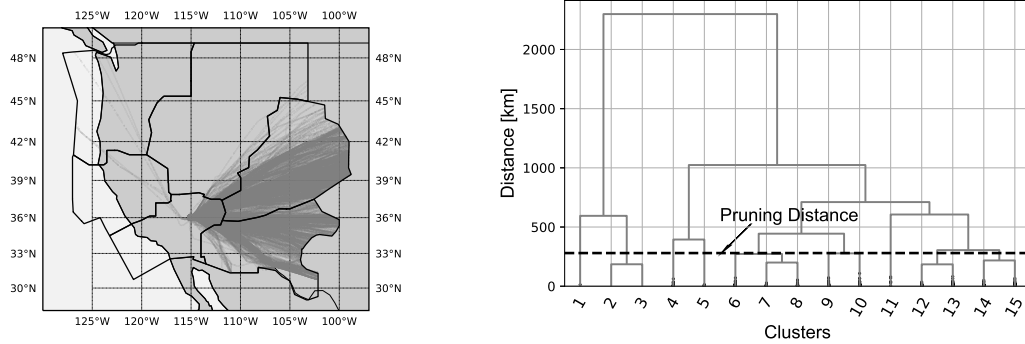 125°W 120°W 115°W 110°W 105°W 100°W
48°N 48°N
45°N 45°N
42°N 42°N
39°N 39°N
36°N 36°N
33°N 33°N
30°N 30°N
125°W 120°W 115°W 110°W 105°W 100°W
Distance [km]
2000
1500
1000
500
0
Pruning Distance
1 2 3 4 5 6 7 8 9 10 11 12 13 14 15
Clusters